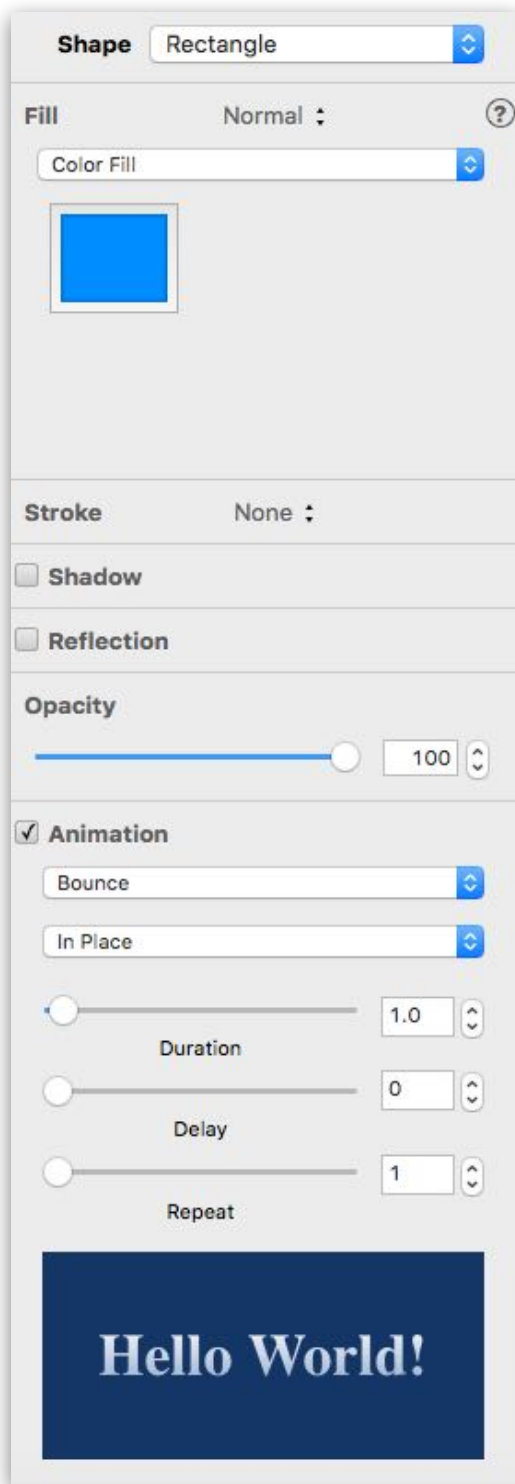 Shape Rectangle
Fill Normal ?
Color Fill
Stroke None
Shadow
Reflection
Opacity
100
Animation
Bounce
In Place
1.0
Duration
0
Delay
1
Repeat
Hello World!